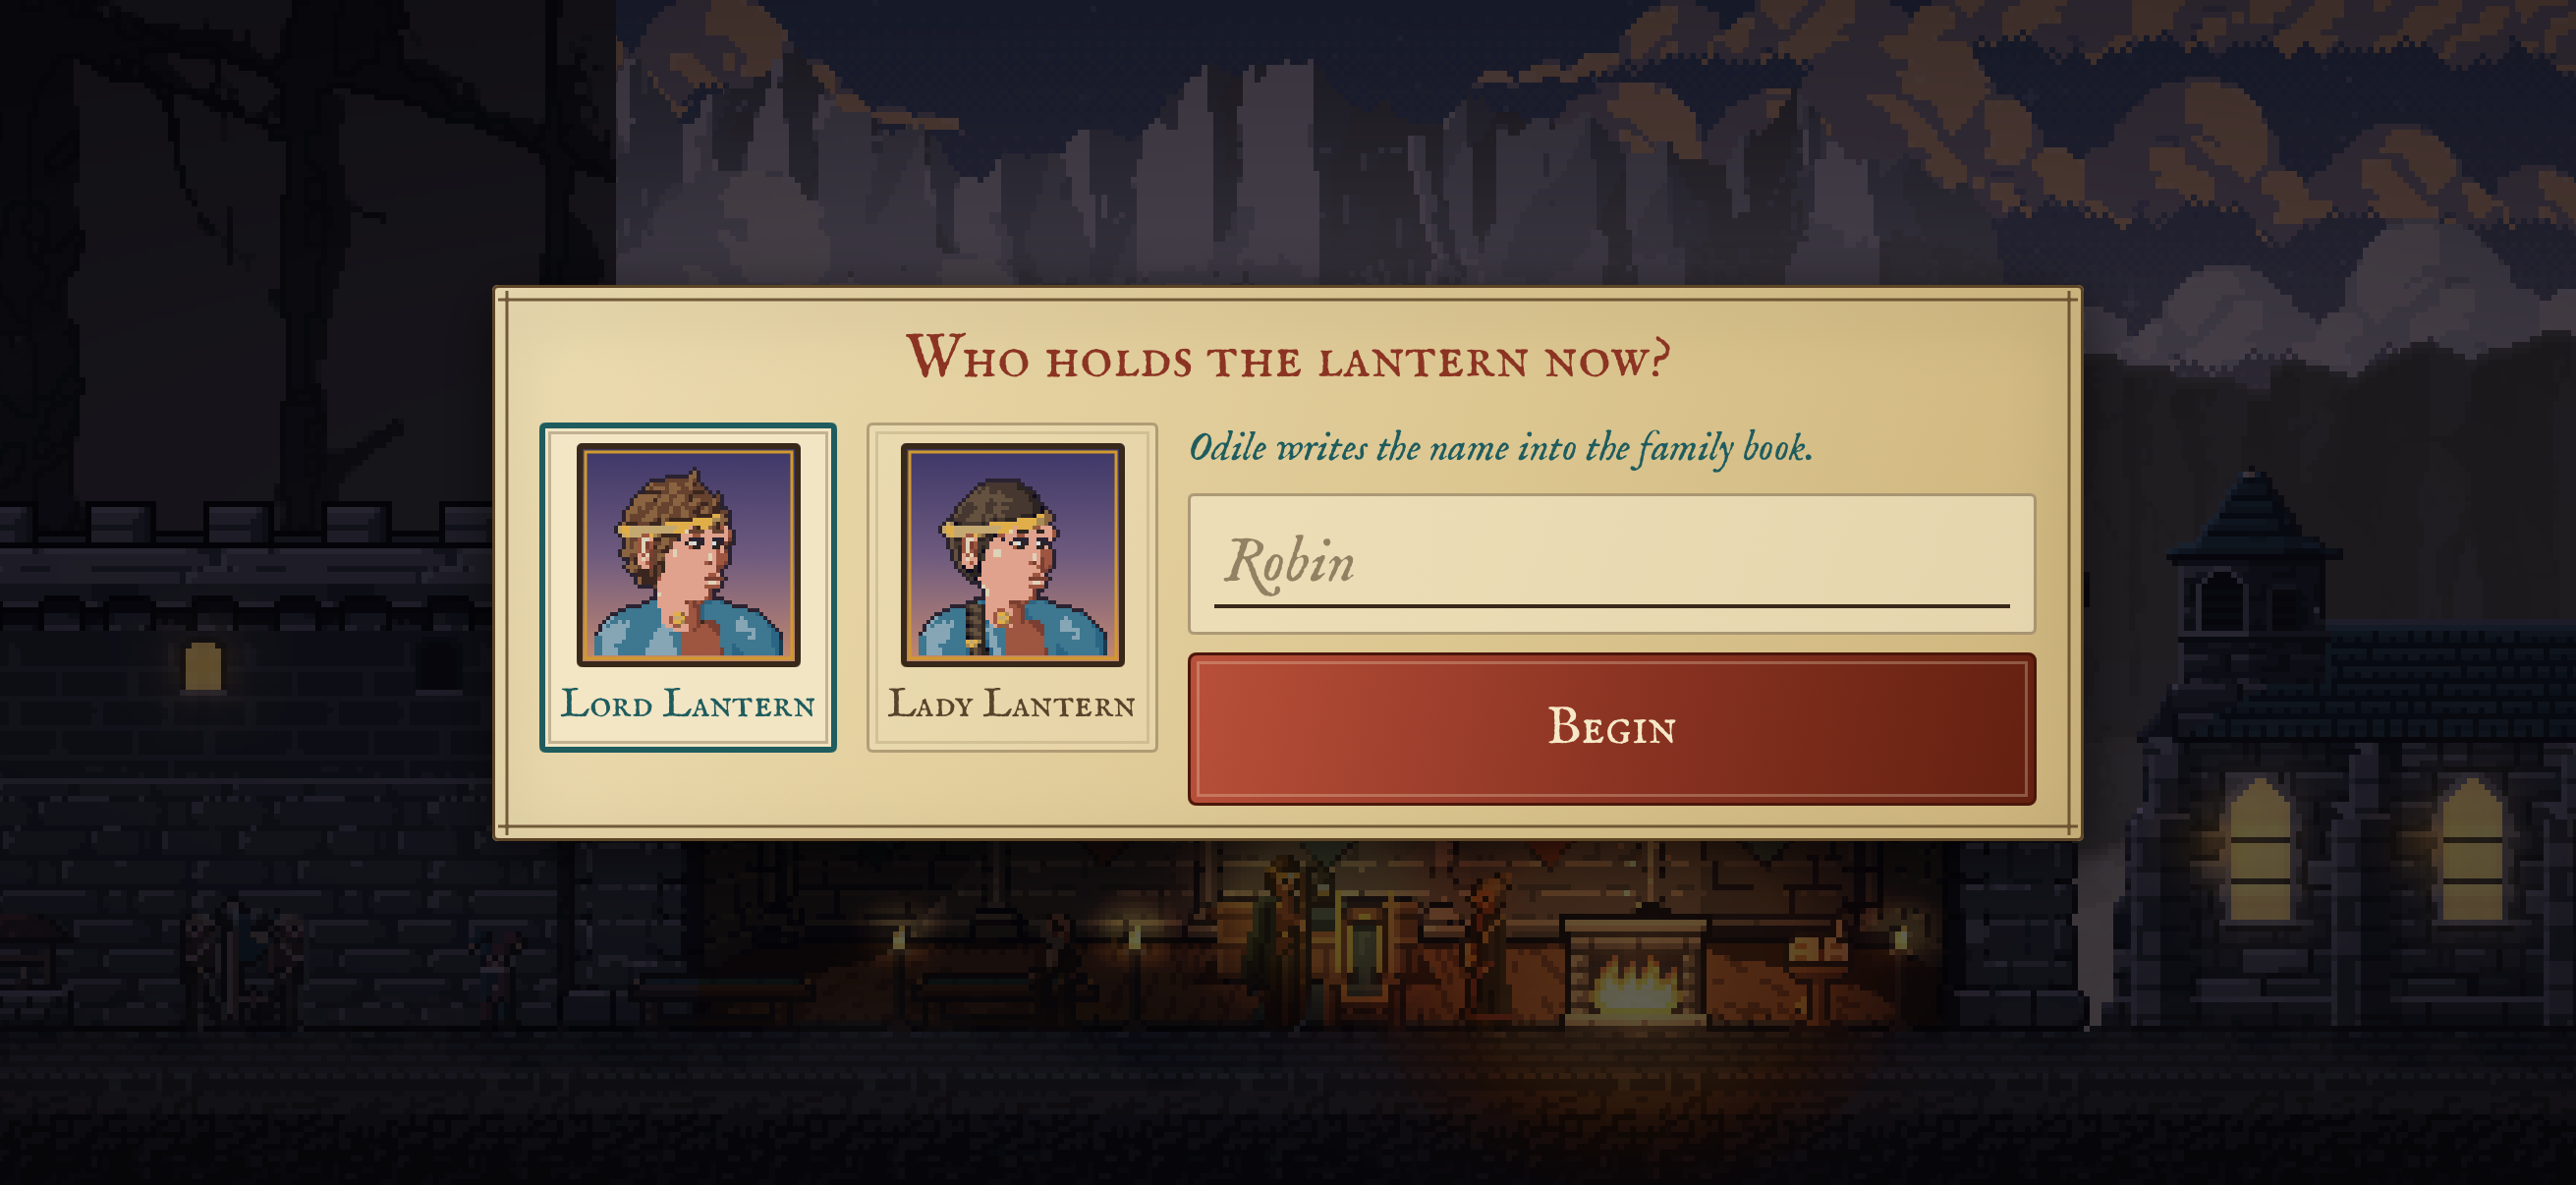 Who holds the lantern now?
Odile writes the name into the family book.
Robin
Lord Lantern
Lady Lantern
Begin